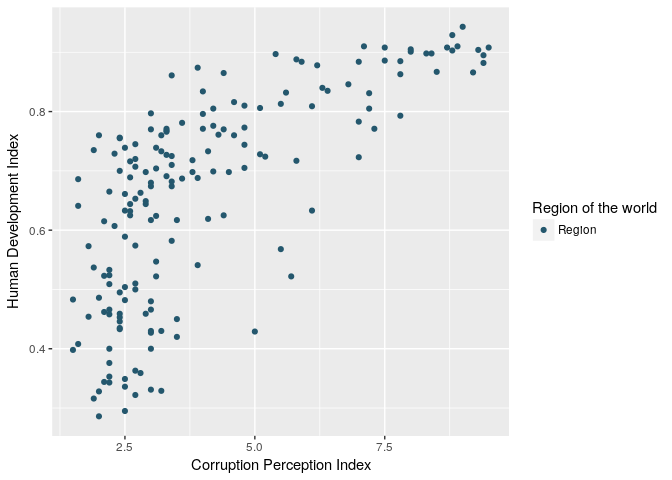 0.8
0.6
0.4
Human Development Index
2.5
5.0
7.5
Corruption Perception Index
Region of the world
Region